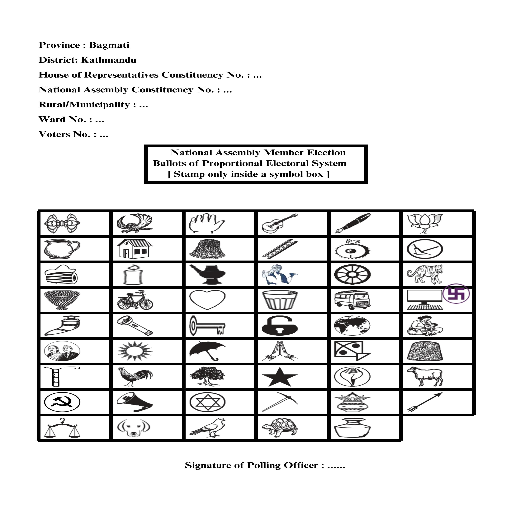 Province : Bagmati
District: Kathmandu
House of Representatives Constituency No. : ...
National Assembly Constituency No. : ...
Rural/Municipality : ...
Ward No. : ...
Voters No. : ...
National Assembly Member Election
Ballots of Proportional Electoral System
[ Stamp only inside a symbol box ]
Signature of Polling Officer : ......